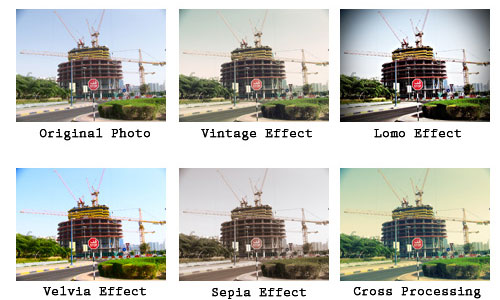 Original Photo
Vintage Effect
Lomo Effect
Velvia Effect
Sepia Effect
Cross Processing